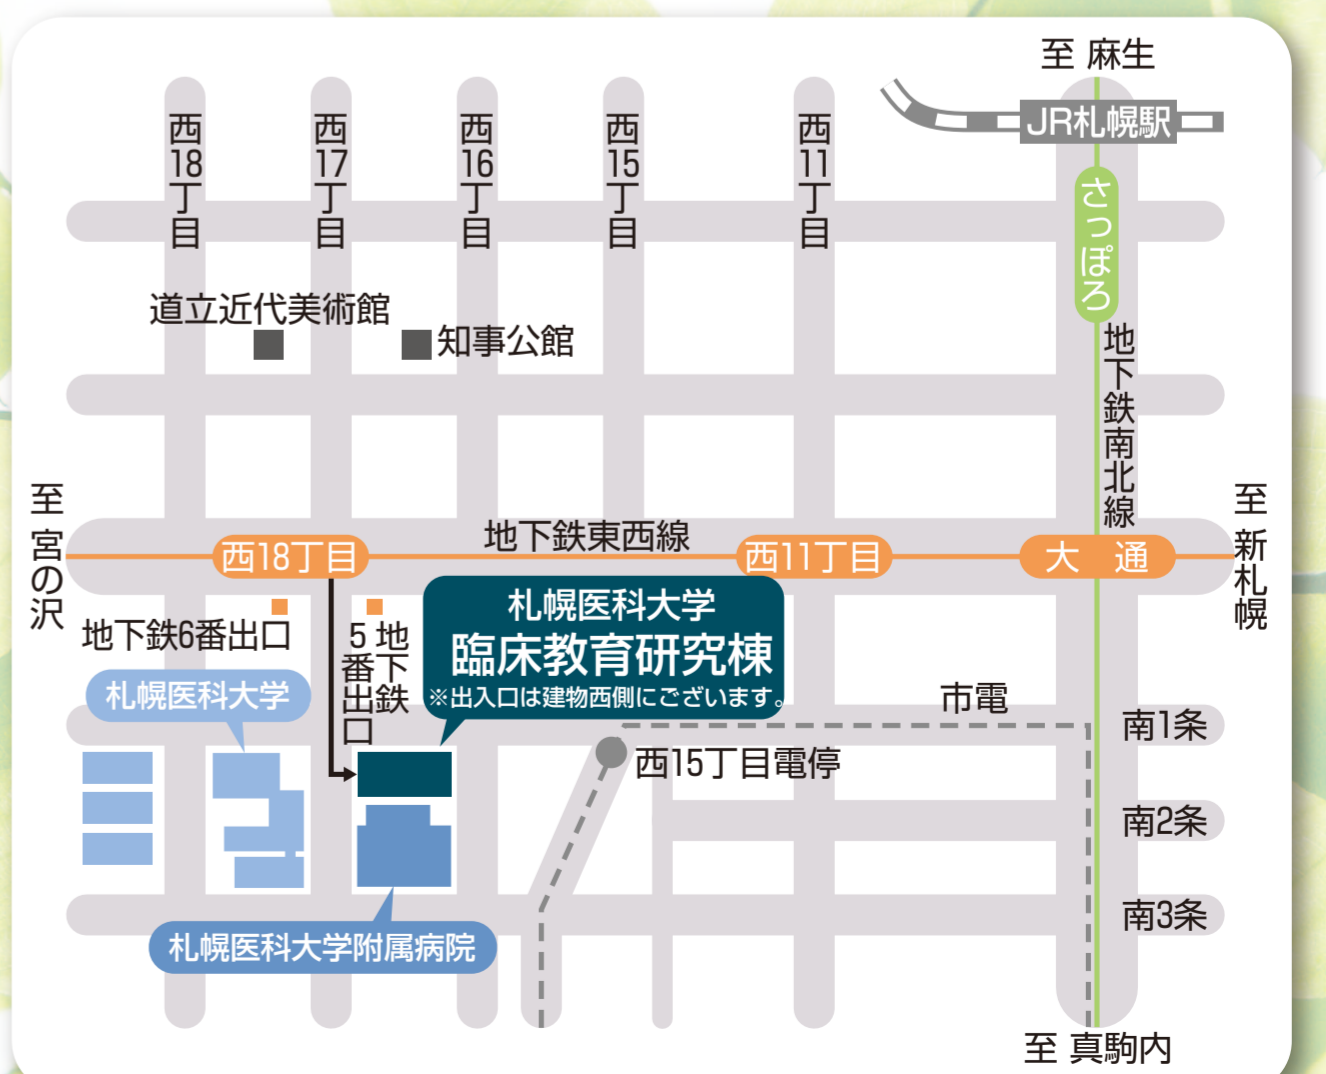 至 麻生
JR札幌駅
西18丁目
西17丁目
西16丁目
西15丁目
西11丁目
さっぽろ
道立近代美術館
知事公館
地下鉄南北線
至 宮の沢
西18丁目
地下鉄東西線
西11丁目
大 通
至 新札幌
地下鉄6番出口
地下鉄
5番出口
札幌医科大学
臨床教育研究棟
※出入口は建物西側にございます。
札幌医科大学
市電
南1条
西15丁目電停
南2条
南3条
札幌医科大学附属病院
至 真駒内